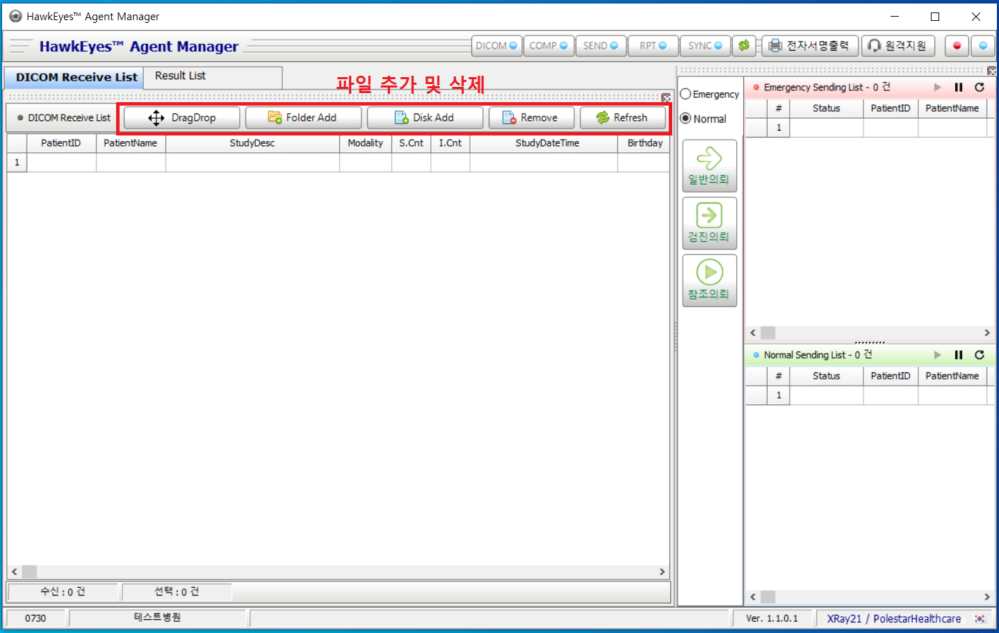 HawkEyes™ Agent Manager
HawkEyes™ Agent Manager
DICOM COMP SEND RPT SYNC 전자서명출력 원격지원
DICOM Receive List Result List
파일 추가 및 삭제
DICOM Receive List DragDrop Folder Add Disk Add Remove Refresh
PatientID PatientName StudyDesc Modality S.Cnt I.Cnt StudyDateTime Birthday
1
수신 : 0 건 선택 : 0 건
Emergency
Normal
일반의뢰
검진의뢰
참조의뢰
Emergency Sending List - 0 건
# Status PatientID PatientName
1
Normal Sending List - 0 건
# Status PatientID PatientName
1
0730 테스트병원 Ver. 1.1.0.1 XRay21 / PolestarHealthcare